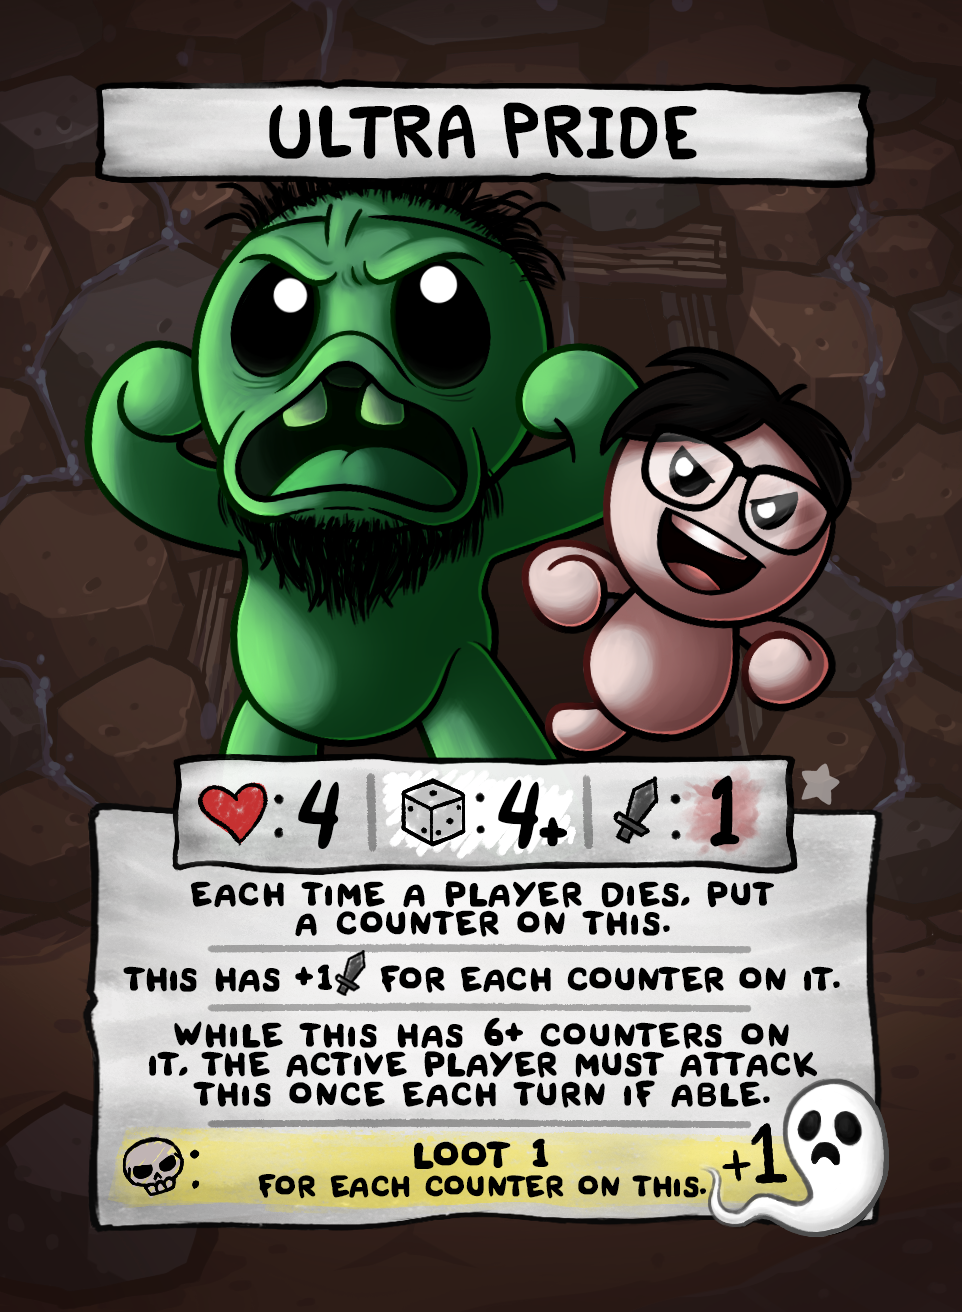 ULTRA PRIDE
: 4 : 4+ : 1
EACH TIME A PLAYER DIES, PUT
A COUNTER ON THIS.
THIS HAS +1 FOR EACH COUNTER ON IT.
WHILE THIS HAS 6+ COUNTERS ON
IT, THE ACTIVE PLAYER MUST ATTACK
THIS ONCE EACH TURN IF ABLE.
: LOOT 1
FOR EACH COUNTER ON THIS.
+1